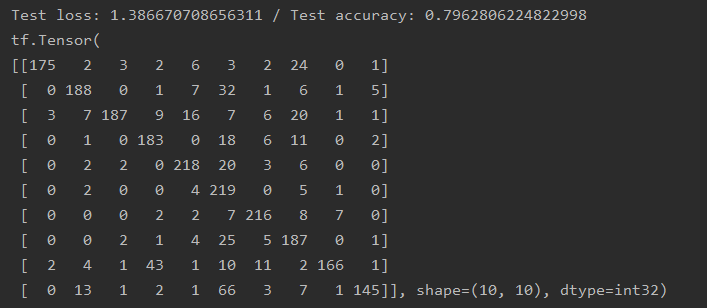 Test loss: 1.386670708656311 / Test accuracy: 0.7962806224822998
tf.Tensor(
[[175   2   3   2   6   3   2  24   0   1]
 [  0 188   0   1   7  32   1   6   1   5]
 [  3   7 187   9  16   7   6  20   1   1]
 [  0   1   0 183   0  18   6  11   0   2]
 [  0   2   2   0 218  20   3   6   0   0]
 [  0   2   0   0   4 219   0   5   1   0]
 [  0   0   0   2   2   7 216   8   7   0]
 [  0   0   2   1   4  25   5 187   0   1]
 [  2   4   1  43   1  10  11   2 166   1]
 [  0  13   1   2   1  66   3   7   1 145]], shape=(10, 10), dtype=int32)